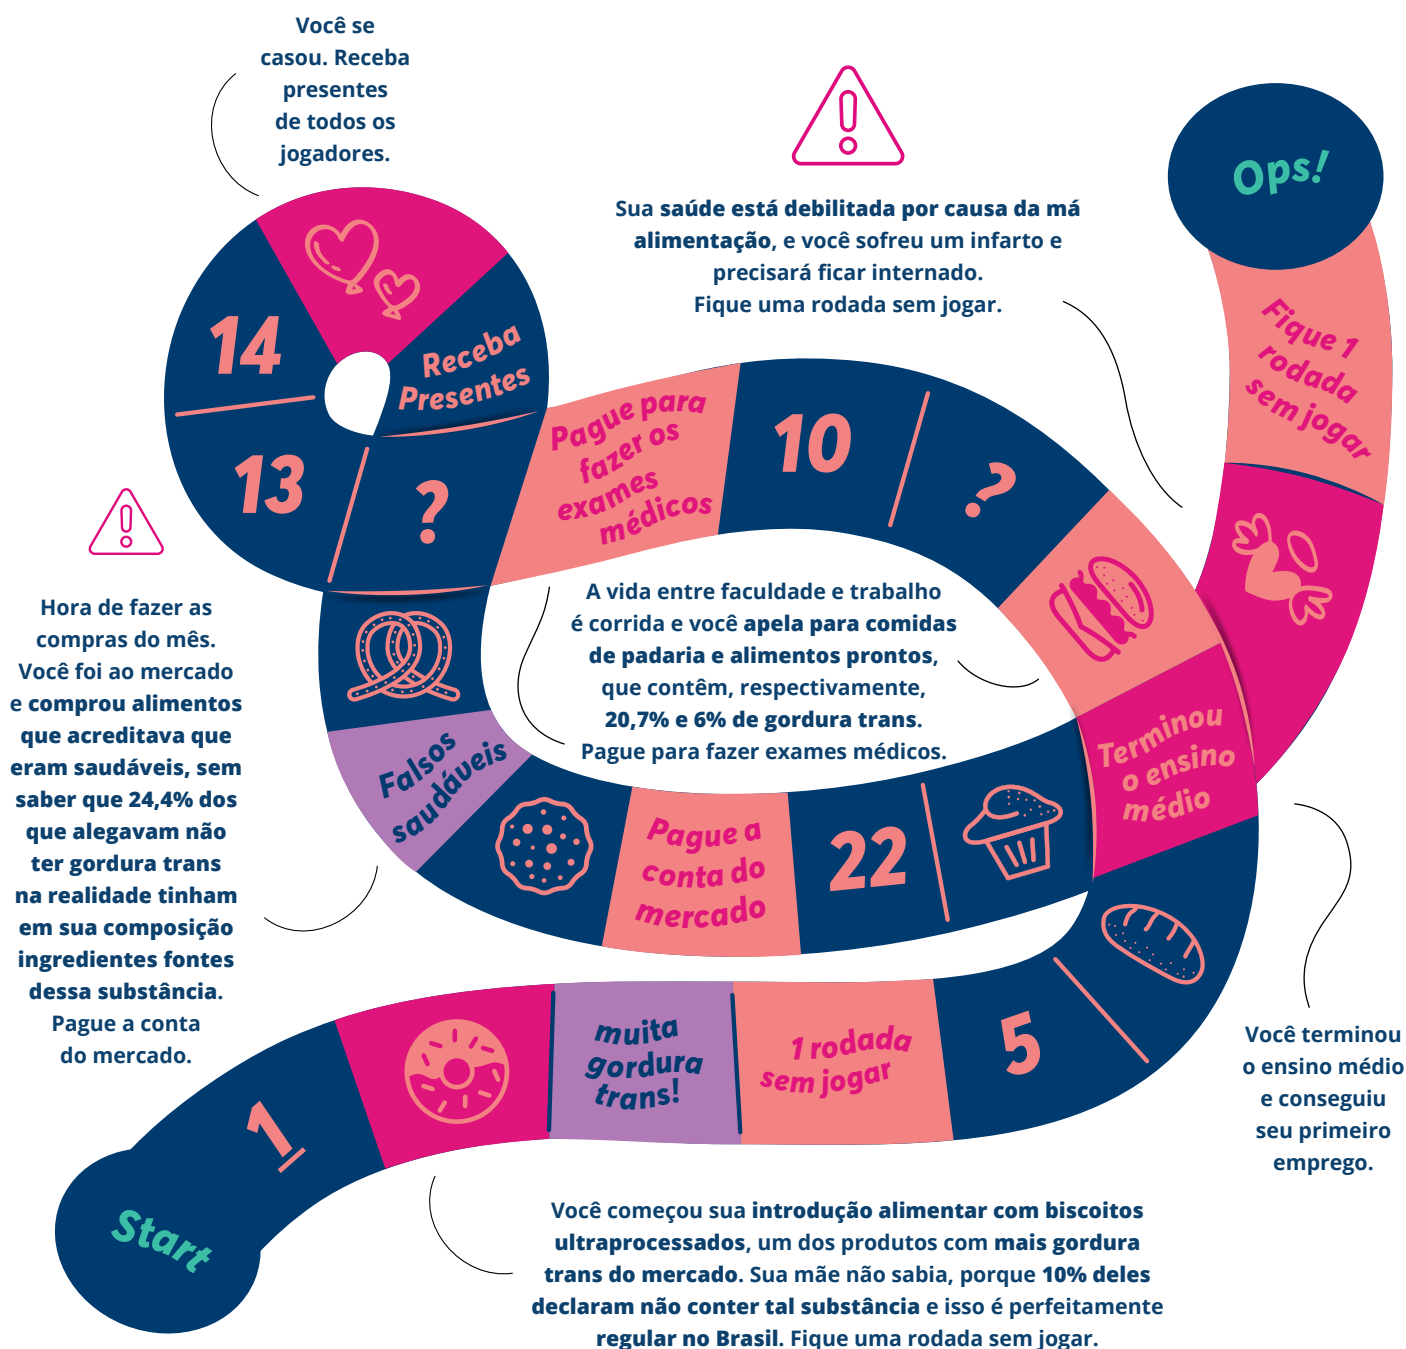 Você se
casou. Receba
presentes
de todos os
jogadores.
Sua saúde está debilitada por causa da má
alimentação, e você sofreu um infarto e
precisará ficar internado.
Fique uma rodada sem jogar.
Ops!
Fique 1
rodada
sem jogar
14
Receba
Presentes
13
?
Pague para
fazer os
exames
médicos
10
?
Hora de fazer as
compras do mês.
Você foi ao mercado
e comprou alimentos
que acreditava que
eram saudáveis, sem
saber que 24,4% dos
que alegavam não
ter gordura trans
na realidade tinham
em sua composição
ingredientes fontes
dessa substância.
Pague a conta
do mercado.
A vida entre faculdade e trabalho
é corrida e você apela para comidas
de padaria e alimentos prontos,
que contêm, respectivamente,
20,7% e 6% de gordura trans.
Pague para fazer exames médicos.
Falsos
saudáveis
Pague a
conta do
mercado
22
Terminou
o ensino
médio
1
muita
gordura
trans!
1 rodada
sem jogar
5
Você terminou
o ensino médio
e conseguiu
seu primeiro
emprego.
Start
Você começou sua introdução alimentar com biscoitos
ultraprocessados, um dos produtos com mais gordura
trans do mercado. Sua mãe não sabia, porque 10% deles
declaram não conter tal substância e isso é perfeitamente
regular no Brasil. Fique uma rodada sem jogar.